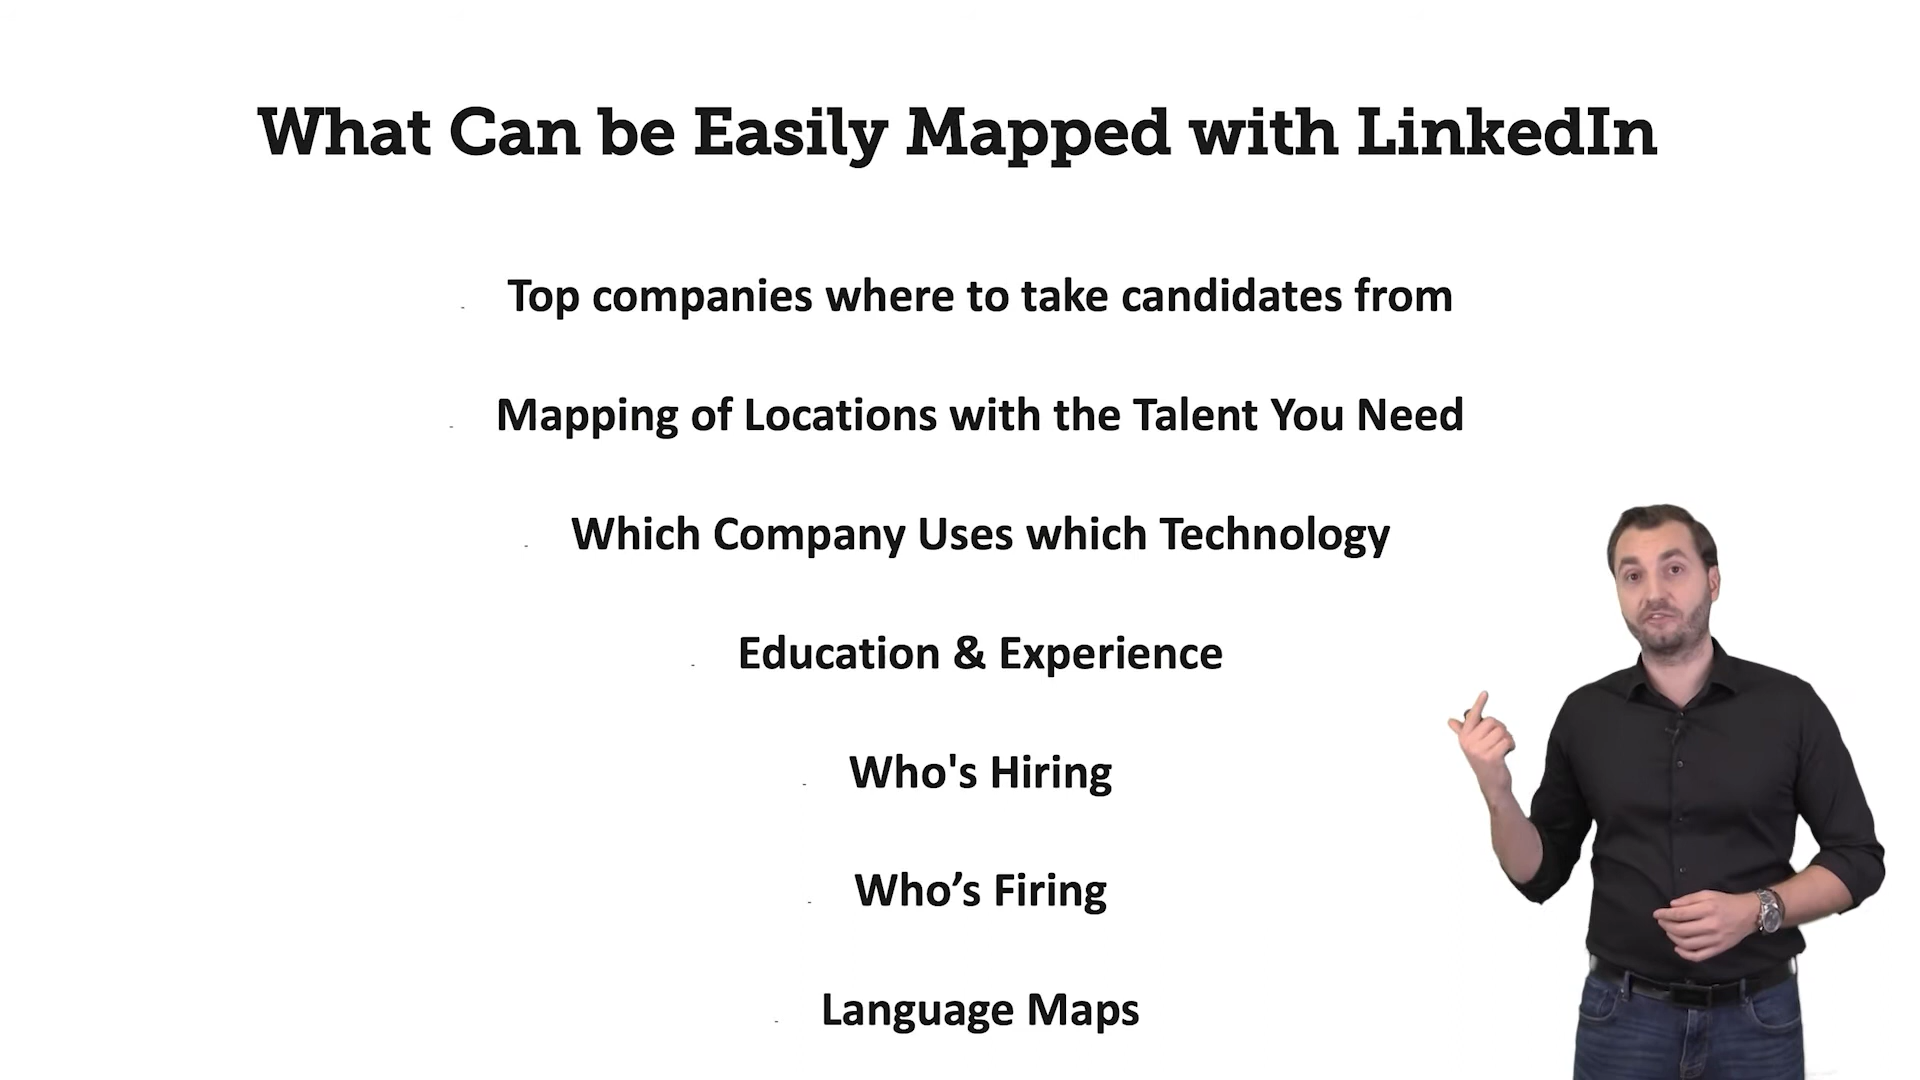 What Can be Easily Mapped with LinkedIn
- Top companies where to take candidates from
- Mapping of Locations with the Talent You Need
- Which Company Uses which Technology
- Education & Experience
- Who's Hiring
- Who’s Firing
- Language Maps